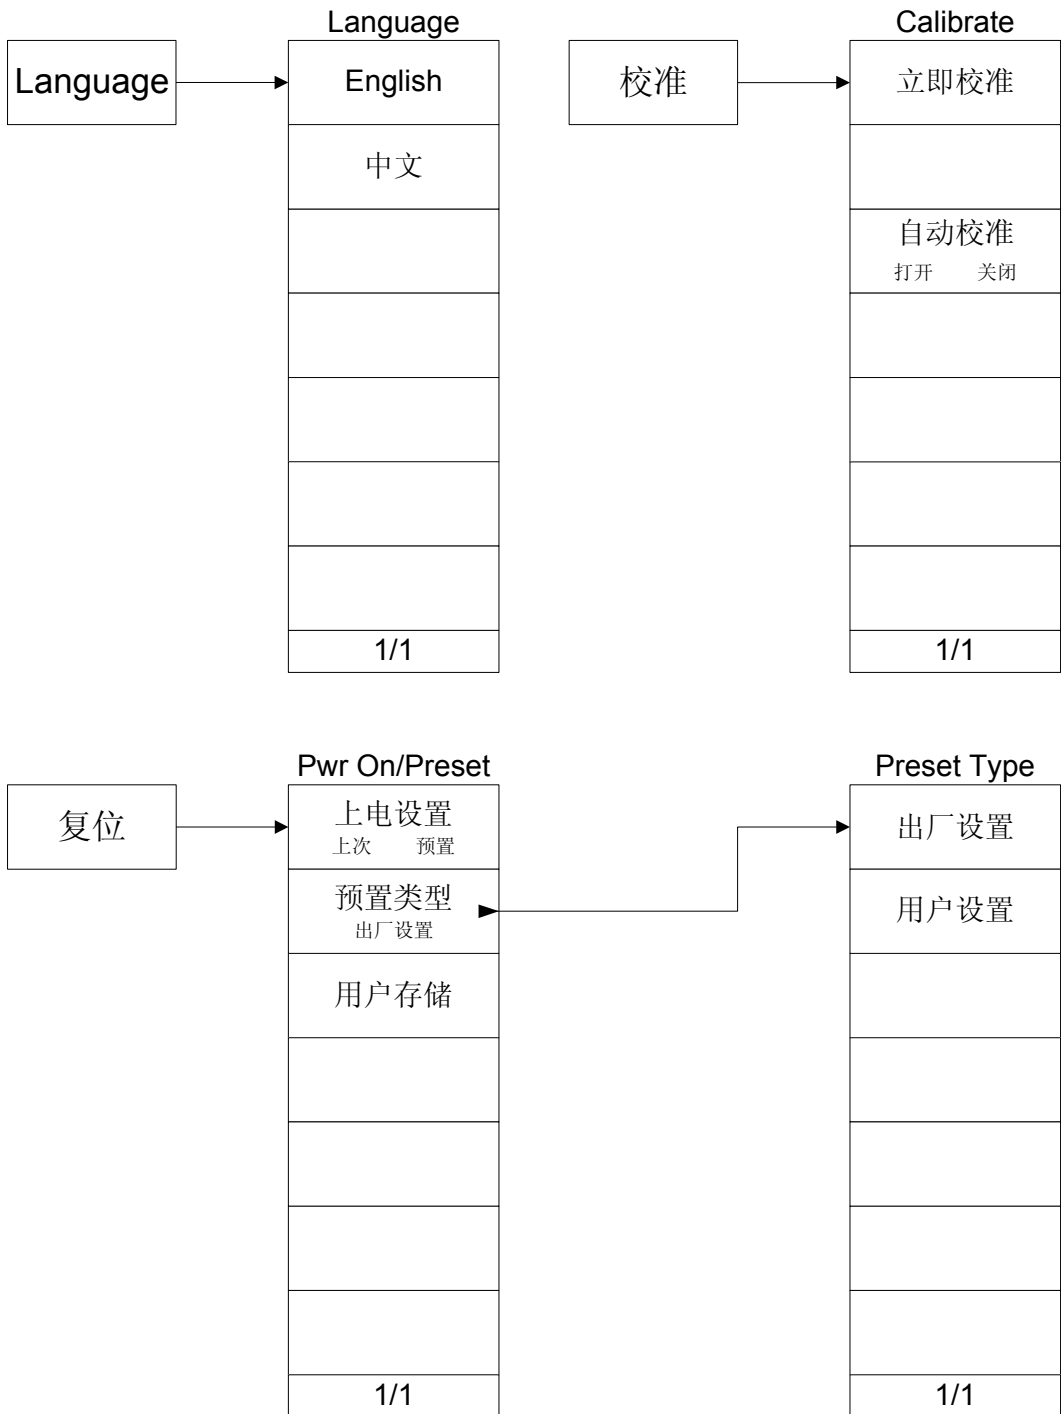 Language
Language
English
中文
1/1
Calibrate
校准
立即校准
自动校准
打开 关闭
1/1
Pwr On/Preset
复位
上电设置
上次 预置
预置类型
出厂设置
用户存储
1/1
Preset Type
出厂设置
用户设置
1/1